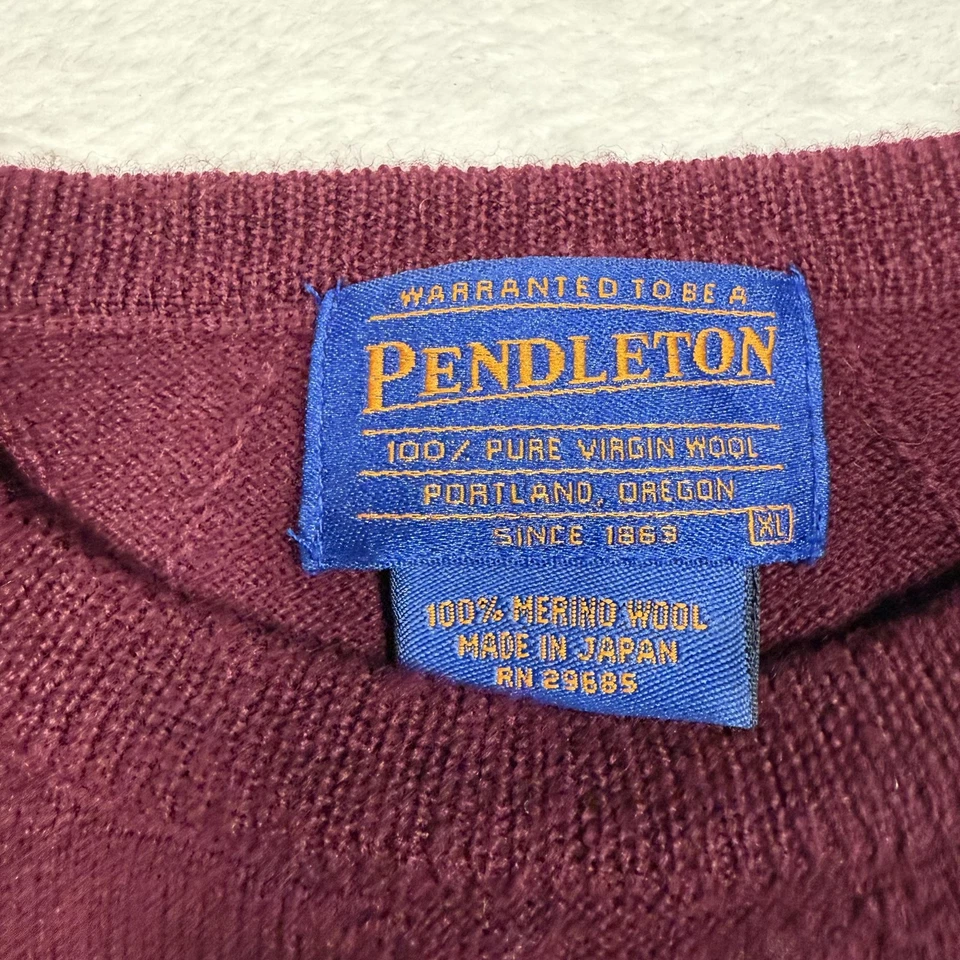 WARRANTED TO BE A
PENDLETON
100% PURE VIRGIN WOOL
PORTLAND, OREGON
SINCE 1863
XL
100% MERINO WOOL
MADE IN JAPAN
RN 29685